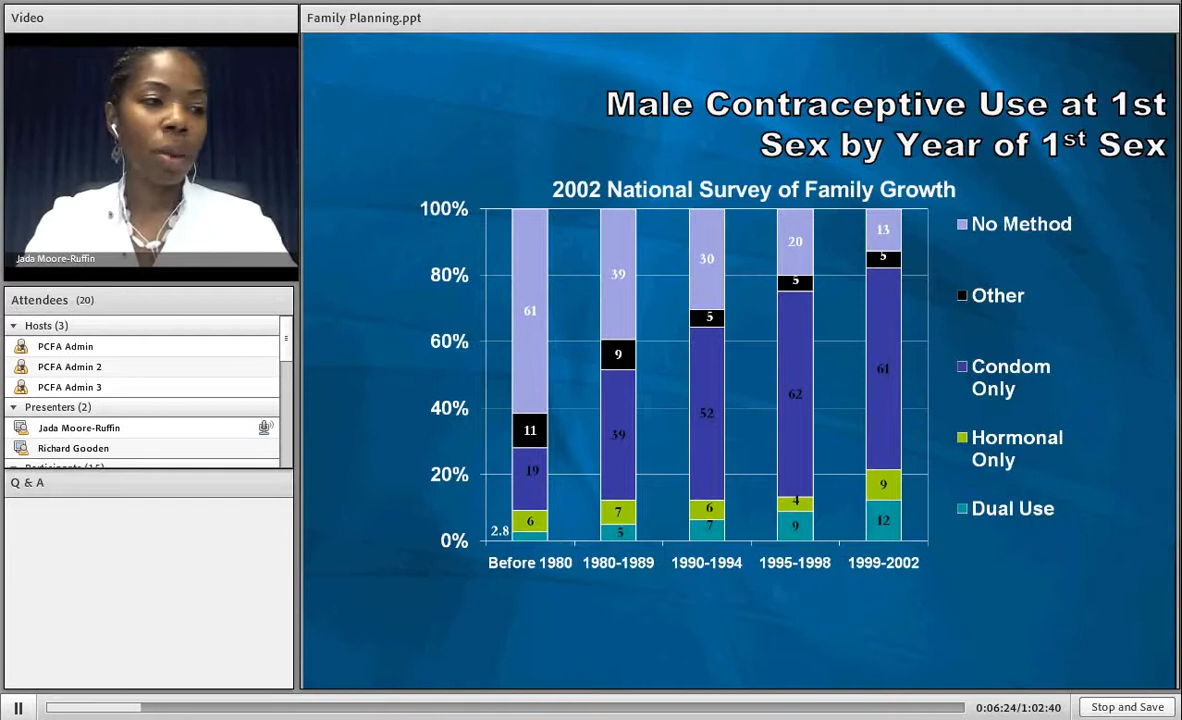 Video
Jada Moore-Ruffin
Attendees (20)
Hosts (3)
PCFA Admin
PCFA Admin 2
PCFA Admin 3
Presenters (2)
Jada Moore-Ruffin
Richard Gooden
Q & A
Family Planning.ppt
Male Contraceptive Use at 1st
Sex by Year of 1st Sex
2002 National Survey of Family Growth
100%
80%
60%
40%
20%
0%
61
11
19
6
2.8
39
9
39
7
5
30
5
52
6
7
20
5
62
4
9
13
5
61
9
12
Before 1980
1980-1989
1990-1994
1995-1998
1999-2002
No Method
Other
Condom
Only
Hormonal
Only
Dual Use
0:06:24/1:02:40
Stop and Save